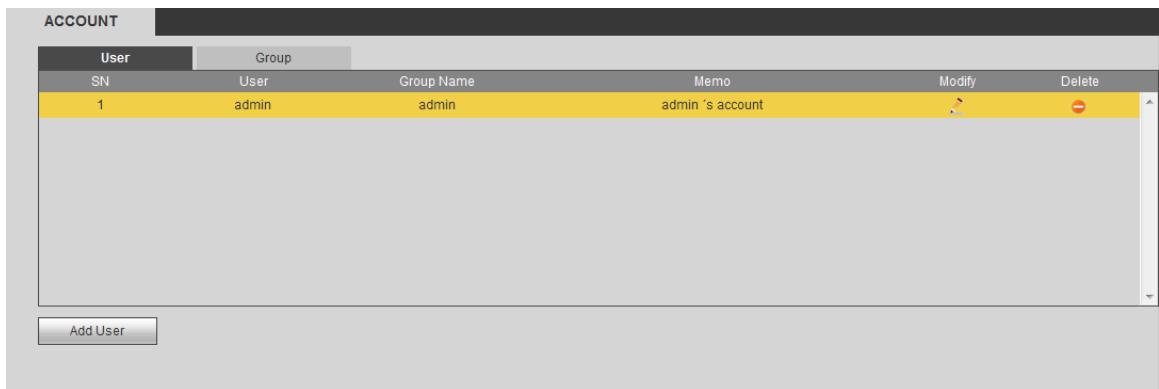 ACCOUNT
User Group
SN User Group Name Memo Modify Delete
1 admin admin admin ´s account
Add User